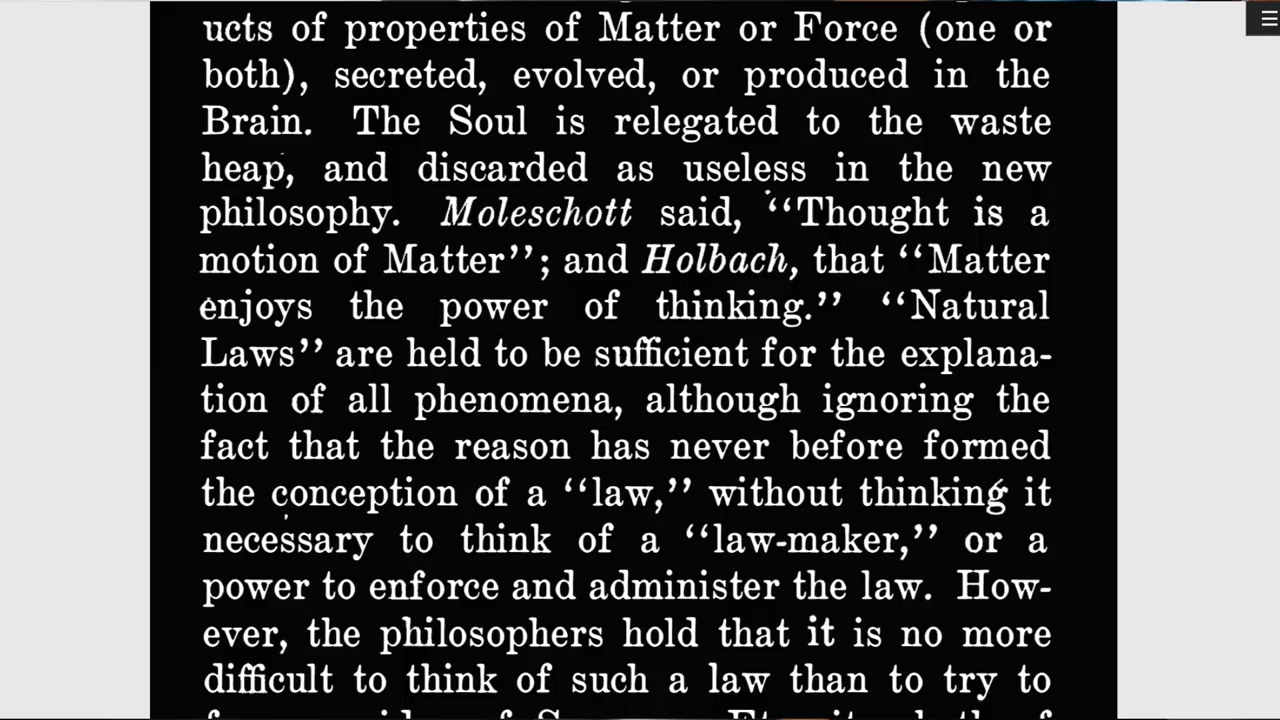 ucts of properties of Matter or Force (one or
both), secreted, evolved, or produced in the
Brain. The Soul is relegated to the waste
heap, and discarded as useless in the new
philosophy. Moleschott said, ‘‘Thought is a
motion of Matter’’; and Holbach, that ‘‘Matter
enjoys the power of thinking.’’ ‘‘Natural
Laws’’ are held to be sufficient for the explana-
tion of all phenomena, although ignoring the
fact that the reason has never before formed
the conception of a ‘‘law,’’ without thinking it
necessary to think of a ‘‘law-maker,’’ or a
power to enforce and administer the law. How-
ever, the philosophers hold that it is no more
difficult to think of such a law than to try to